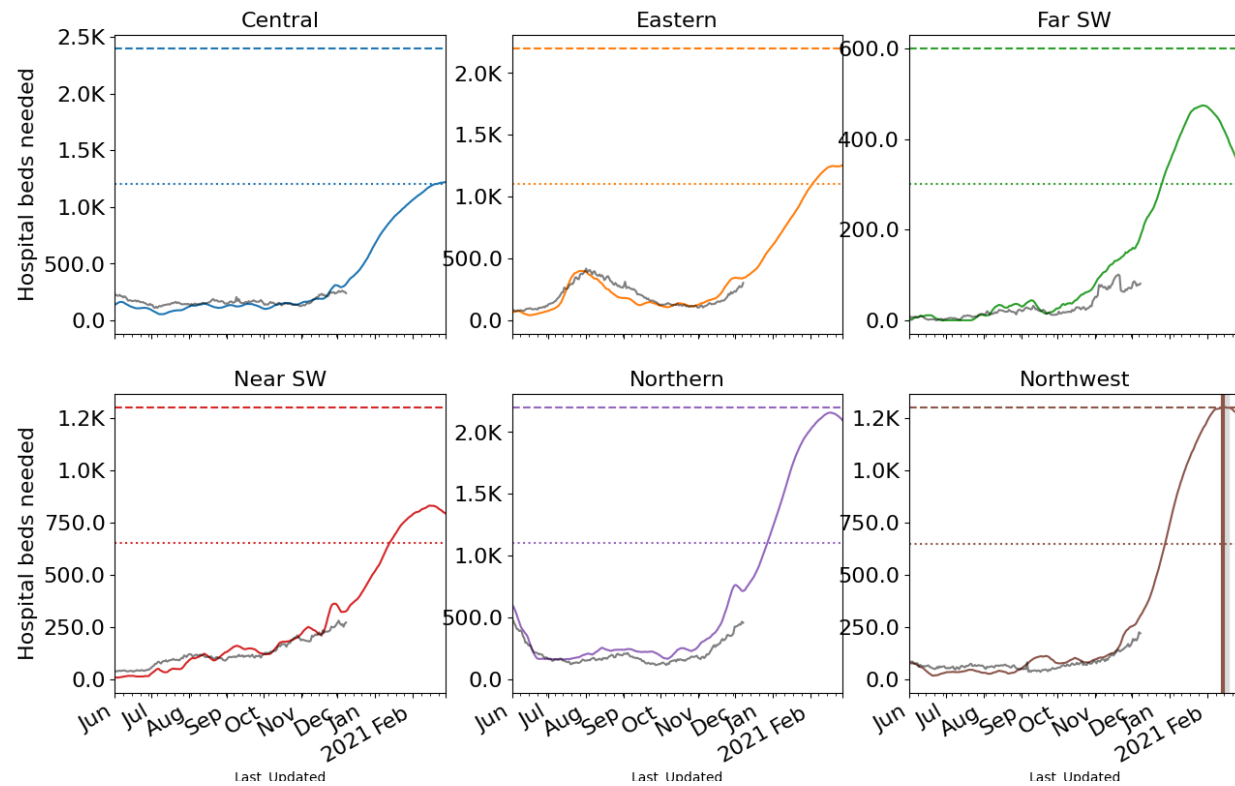 Central
Eastern
Far SW
Hospital beds needed
2.5K
2.0K
1.5K
1.0K
500.0
0.0
2.0K
1.5K
1.0K
500.0
0.0
600.0
400.0
200.0
0.0
Near SW
Northern
Northwest
Hospital beds needed
1.2K
1.0K
750.0
500.0
250.0
0.0
2.0K
1.5K
1.0K
500.0
0.0
1.2K
1.0K
750.0
500.0
250.0
0.0
Jun Jul Aug Sep Oct Nov Dec Jan 2021 Feb
Jun Jul Aug Sep Oct Nov Dec Jan 2021 Feb
Jun Jul Aug Sep Oct Nov Dec Jan 2021 Feb
Last_Updated
Last_Updated
Last_Updated